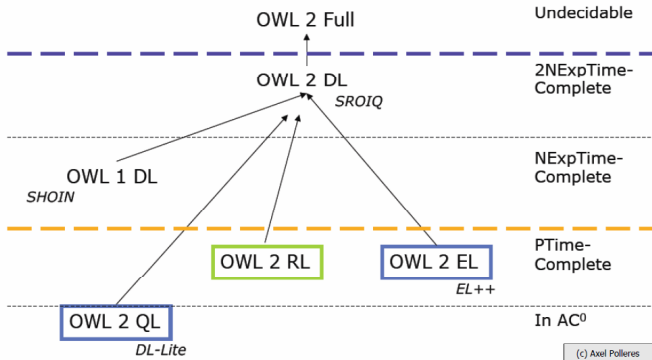 OWL 2 Full
Undecidable
OWL 2 DL
SROIQ
2NExpTime-
Complete
OWL 1 DL
SHOIN
NExpTime-
Complete
OWL 2 RL
OWL 2 EL
EL++
PTime-
Complete
OWL 2 QL
DL-Lite
In AC⁰
(c) Axel Polleres